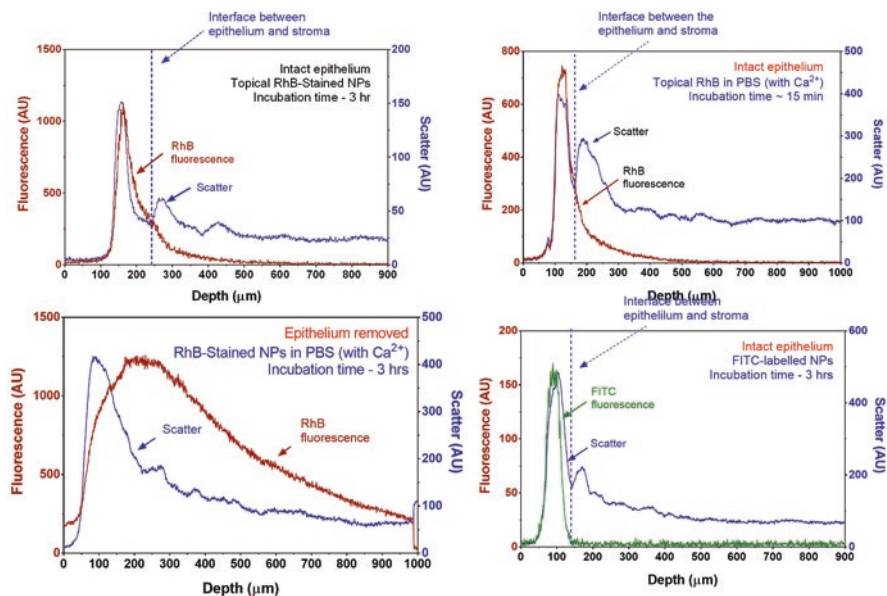 Interface between
epithelium and stroma
Intact epithelium
Topical RhB-Stained NPs
Incubation time - 3 hr
RhB
fluorescence
Scatter
Fluorescence (AU)
1500
1000
500
250
0
200
150
100
50
0
Scatter (AU)
0 100 200 300 400 500 600 700 800 900
Depth (μm)
Interface between the
epithelium and stroma
Intact epithelium
Topical RhB in PBS (with Ca2+)
Incubation time ~ 15 min
Scatter
RhB
fluorescence
Fluorescence (AU)
800
600
400
200
0
500
400
300
200
100
0
Scatter (AU)
0 100 200 300 400 500 600 700 800 900 1000
Depth (μm)
Epithelium removed
RhB-Stained NPs in PBS (with Ca2+)
Incubation time - 3 hrs
Scatter
RhB
fluorescence
Fluorescence (AU)
1500
1250
1000
500
250
0
500
400
300
200
100
0
Scatter (AU)
0 100 200 300 400 500 600 700 800 900 1000
Depth (μm)
Interface between
epithelilum and stroma
Intact epithelium
FITC-labelled NPs
Incubation time - 3 hrs
FITC
fluorescence
Scatter
Fluorescence (AU)
200
150
100
75
25
0
600
400
200
0
Scatter (AU)
0 100 200 300 400 500 600 700 800 900
Depth (μm)